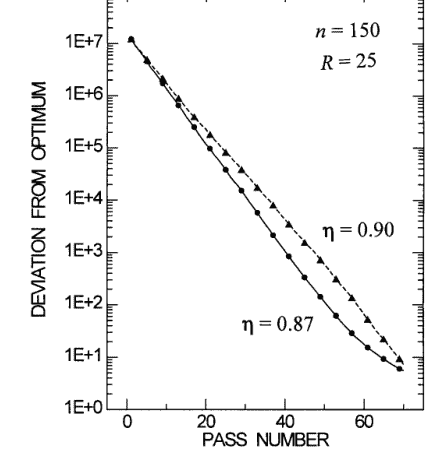 n = 150
R = 25
1E+7
1E+6
1E+5
1E+4
1E+3
1E+2
1E+1
1E+0
DEVIATION FROM OPTIMUM
η = 0.90
η = 0.87
0 20 40 60
PASS NUMBER